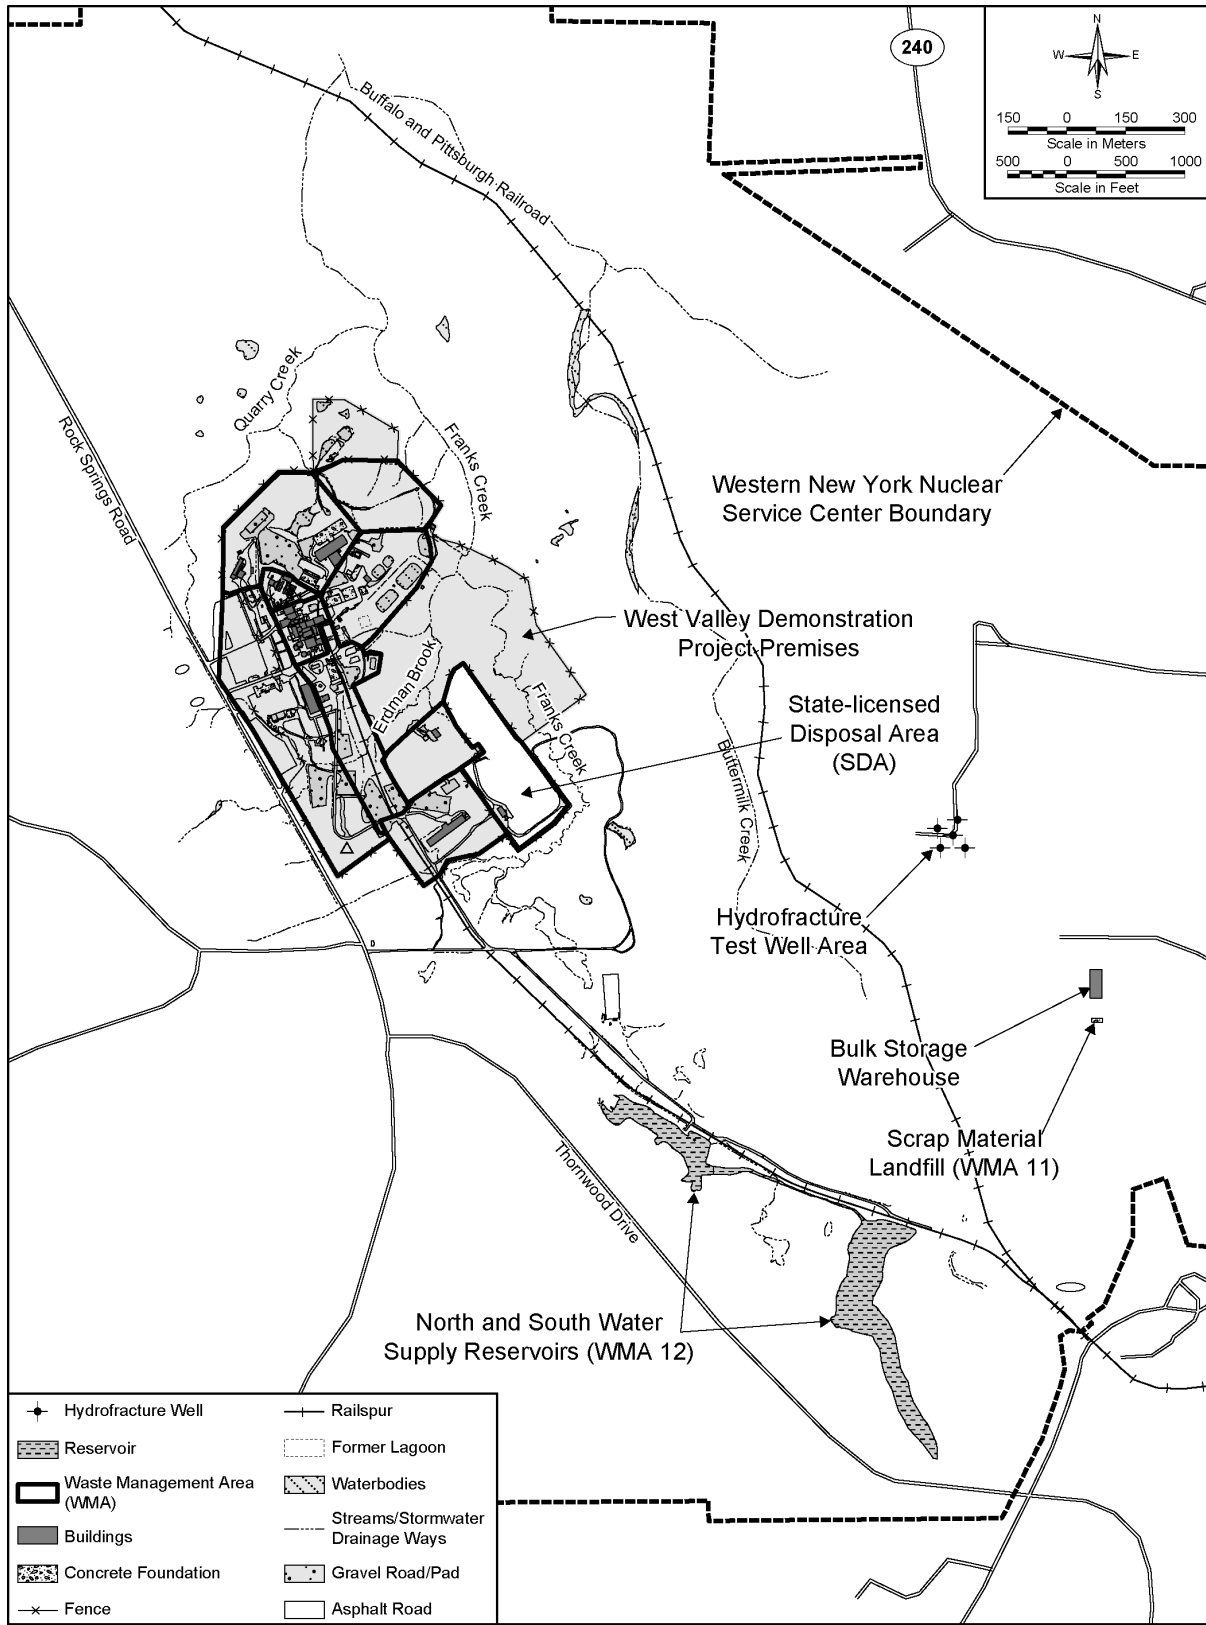 240
N
W E
S
150 0 150 300
Scale in Meters
500 0 500 1000
Scale in Feet
Buffalo and Pittsburgh Railroad
Quarry Creek
Rock Springs Road
Franks Creek
Western New York Nuclear
Service Center Boundary
West Valley Demonstration
Project Premises
Erdman Brook
Franks Creek
State-licensed
Disposal Area
(SDA)
Buttermilk Creek
Hydrofracture
Test Well Area
Bulk Storage
Warehouse
Scrap Material
Landfill (WMA 11)
Thornwood Drive
North and South Water
Supply Reservoirs (WMA 12)
Hydrofracture Well
Reservoir
Waste Management Area
(WMA)
Buildings
Concrete Foundation
Fence
Railspur
Former Lagoon
Waterbodies
Streams/Stormwater
Drainage Ways
Gravel Road/Pad
Asphalt Road